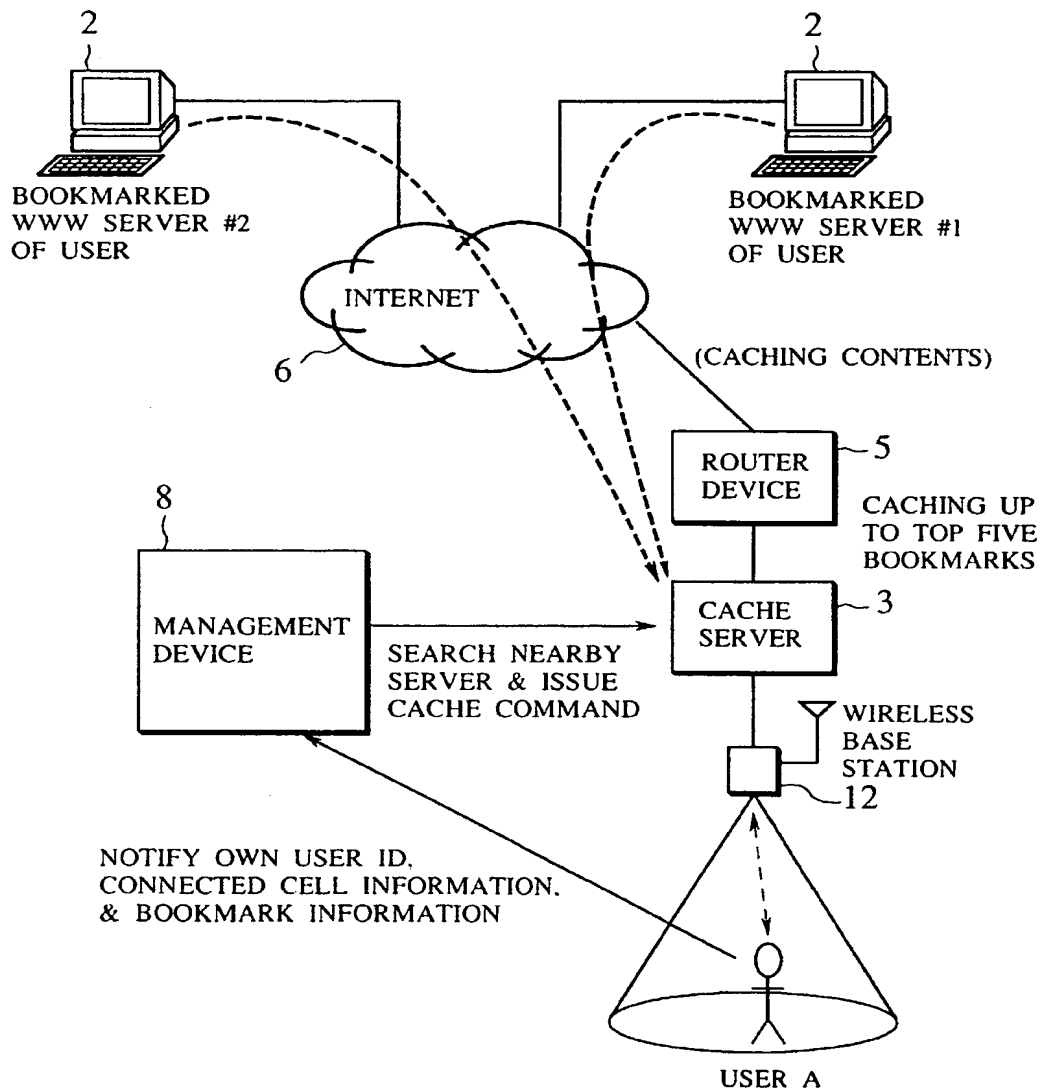 2
2
BOOKMARKED
WWW SERVER #2
OF USER
BOOKMARKED
WWW SERVER #1
OF USER
INTERNET
6
(CACHING CONTENTS)
ROUTER
DEVICE
5
CACHING UP
TO TOP FIVE
BOOKMARKS
8
MANAGEMENT
DEVICE
SEARCH NEARBY
SERVER & ISSUE
CACHE COMMAND
CACHE
SERVER
3
WIRELESS
BASE
STATION
12
NOTIFY OWN USER ID,
CONNECTED CELL INFORMATION,
& BOOKMARK INFORMATION
USER A